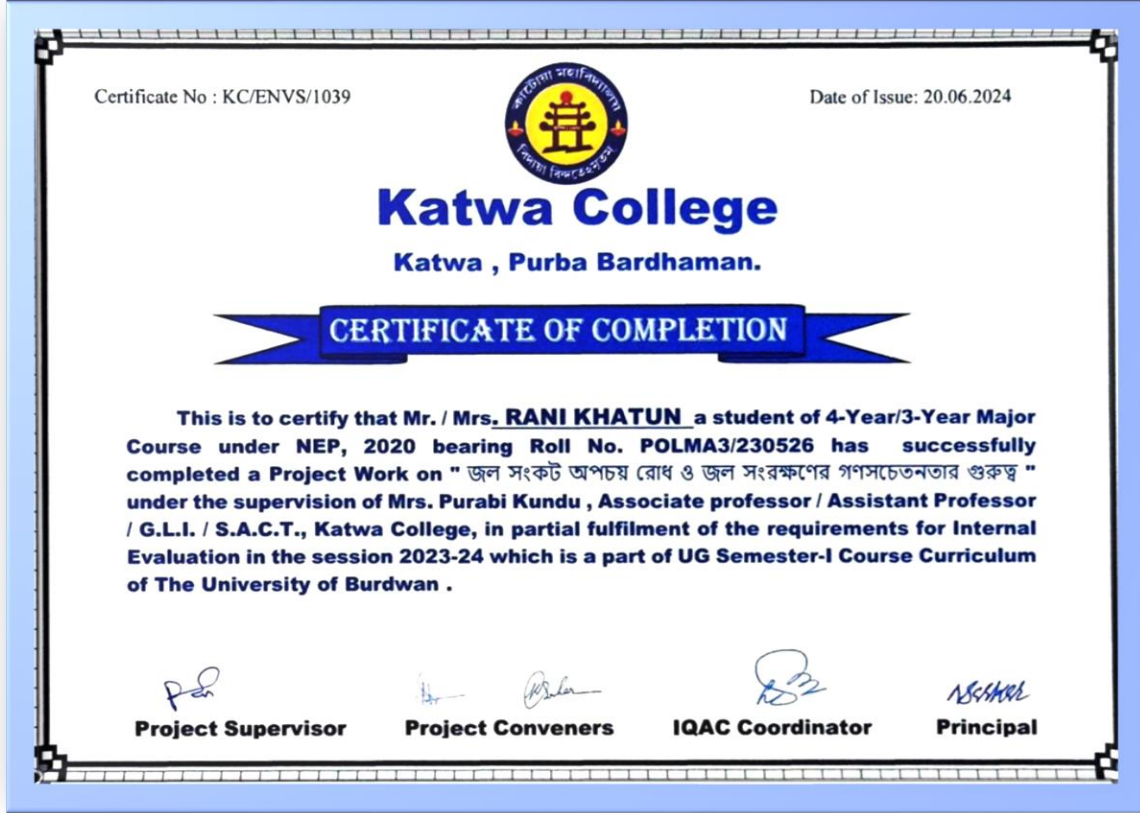 Certificate No : KC/ENVS/1039
Date of Issue: 20.06.2024
কাটোয়া মহাবিদ্যালয়
Katwa College
Katwa , Purba Bardhaman.
CERTIFICATE OF COMPLETION
This is to certify that Mr. / Mrs. RANI KHATUN a student of 4-Year/3-Year Major
Course under NEP, 2020 bearing Roll No. POLMA3/230526 has successfully
completed a Project Work on " জল সংকট অপচয় রোধ ও জল সংরক্ষণের গণসচেতনতার গুরুত্ব "
under the supervision of Mrs. Purabi Kundu , Associate professor / Assistant Professor
/ G.L.I. / S.A.C.T., Katwa College, in partial fulfilment of the requirements for Internal
Evaluation in the session 2023-24 which is a part of UG Semester-I Course Curriculum
of The University of Burdwan .
Project Supervisor
Project Conveners
IQAC Coordinator
Principal